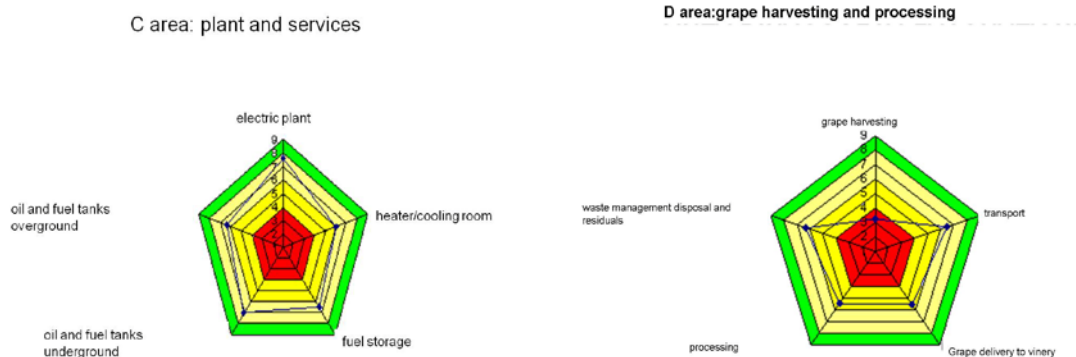 C area: plant and services
electric plant
9
8
7
6
5
4
3
2
heater/cooling room
fuel storage
oil and fuel tanks
underground
oil and fuel tanks
overground
D area:grape harvesting and processing
grape harvesting
9
8
7
6
5
4
3
2
transport
Grape delivery to vinery
processing
waste management disposal and
residuals